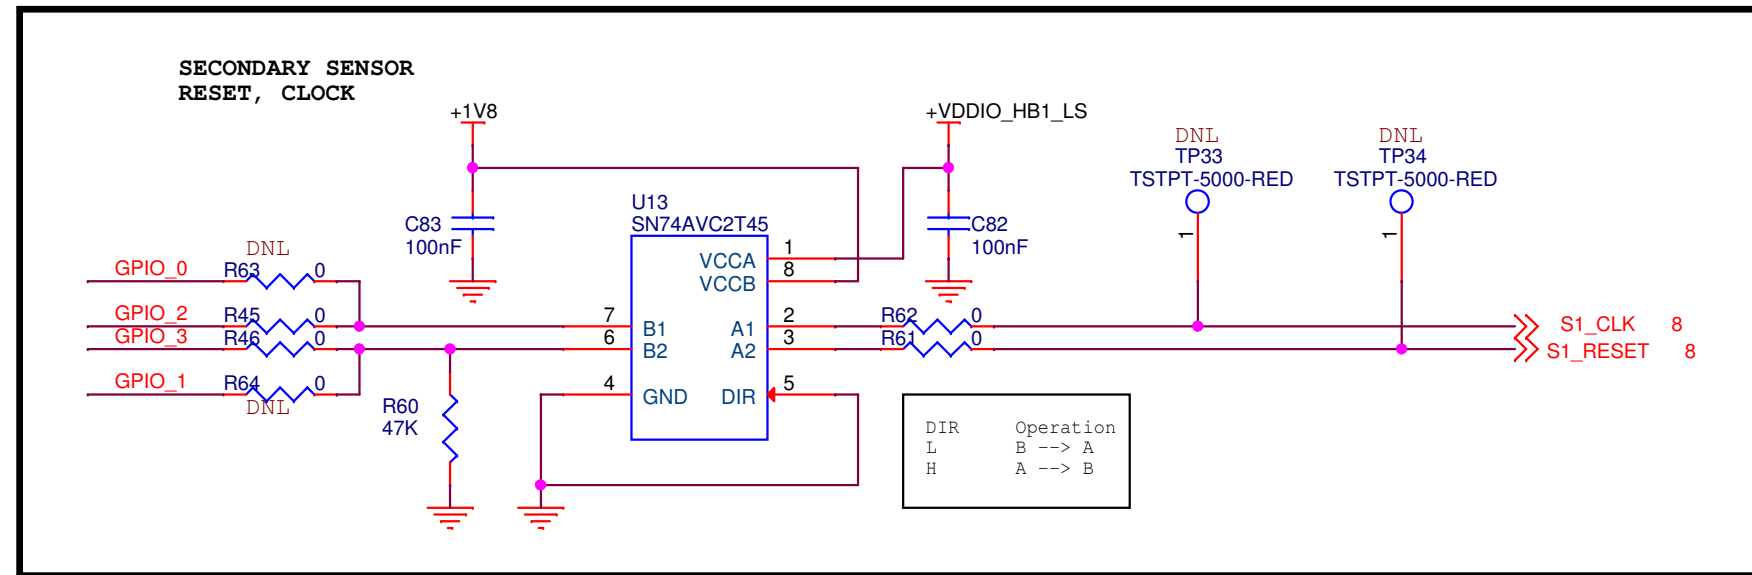 SECONDARY SENSOR
RESET, CLOCK
+1V8
+VDDIO_HB1_LS
DNL
TP33
TSTPT-5000-RED
1
DNL
TP34
TSTPT-5000-RED
1
C83
100nF
C82
100nF
U13
SN74AVC2T45
VCCA 1
VCCB 8
7 B1
6 B2
A1 2
A2 3
4 GND
DIR 5
DNL
GPIO_0 R63 0
GPIO_2 R45 0
GPIO_3 R46 0
GPIO_1 R64 0
DNL
R60
47K
R62 0
R61 0
S1_CLK 8
S1_RESET 8
DIR Operation
L B --> A
H A --> B